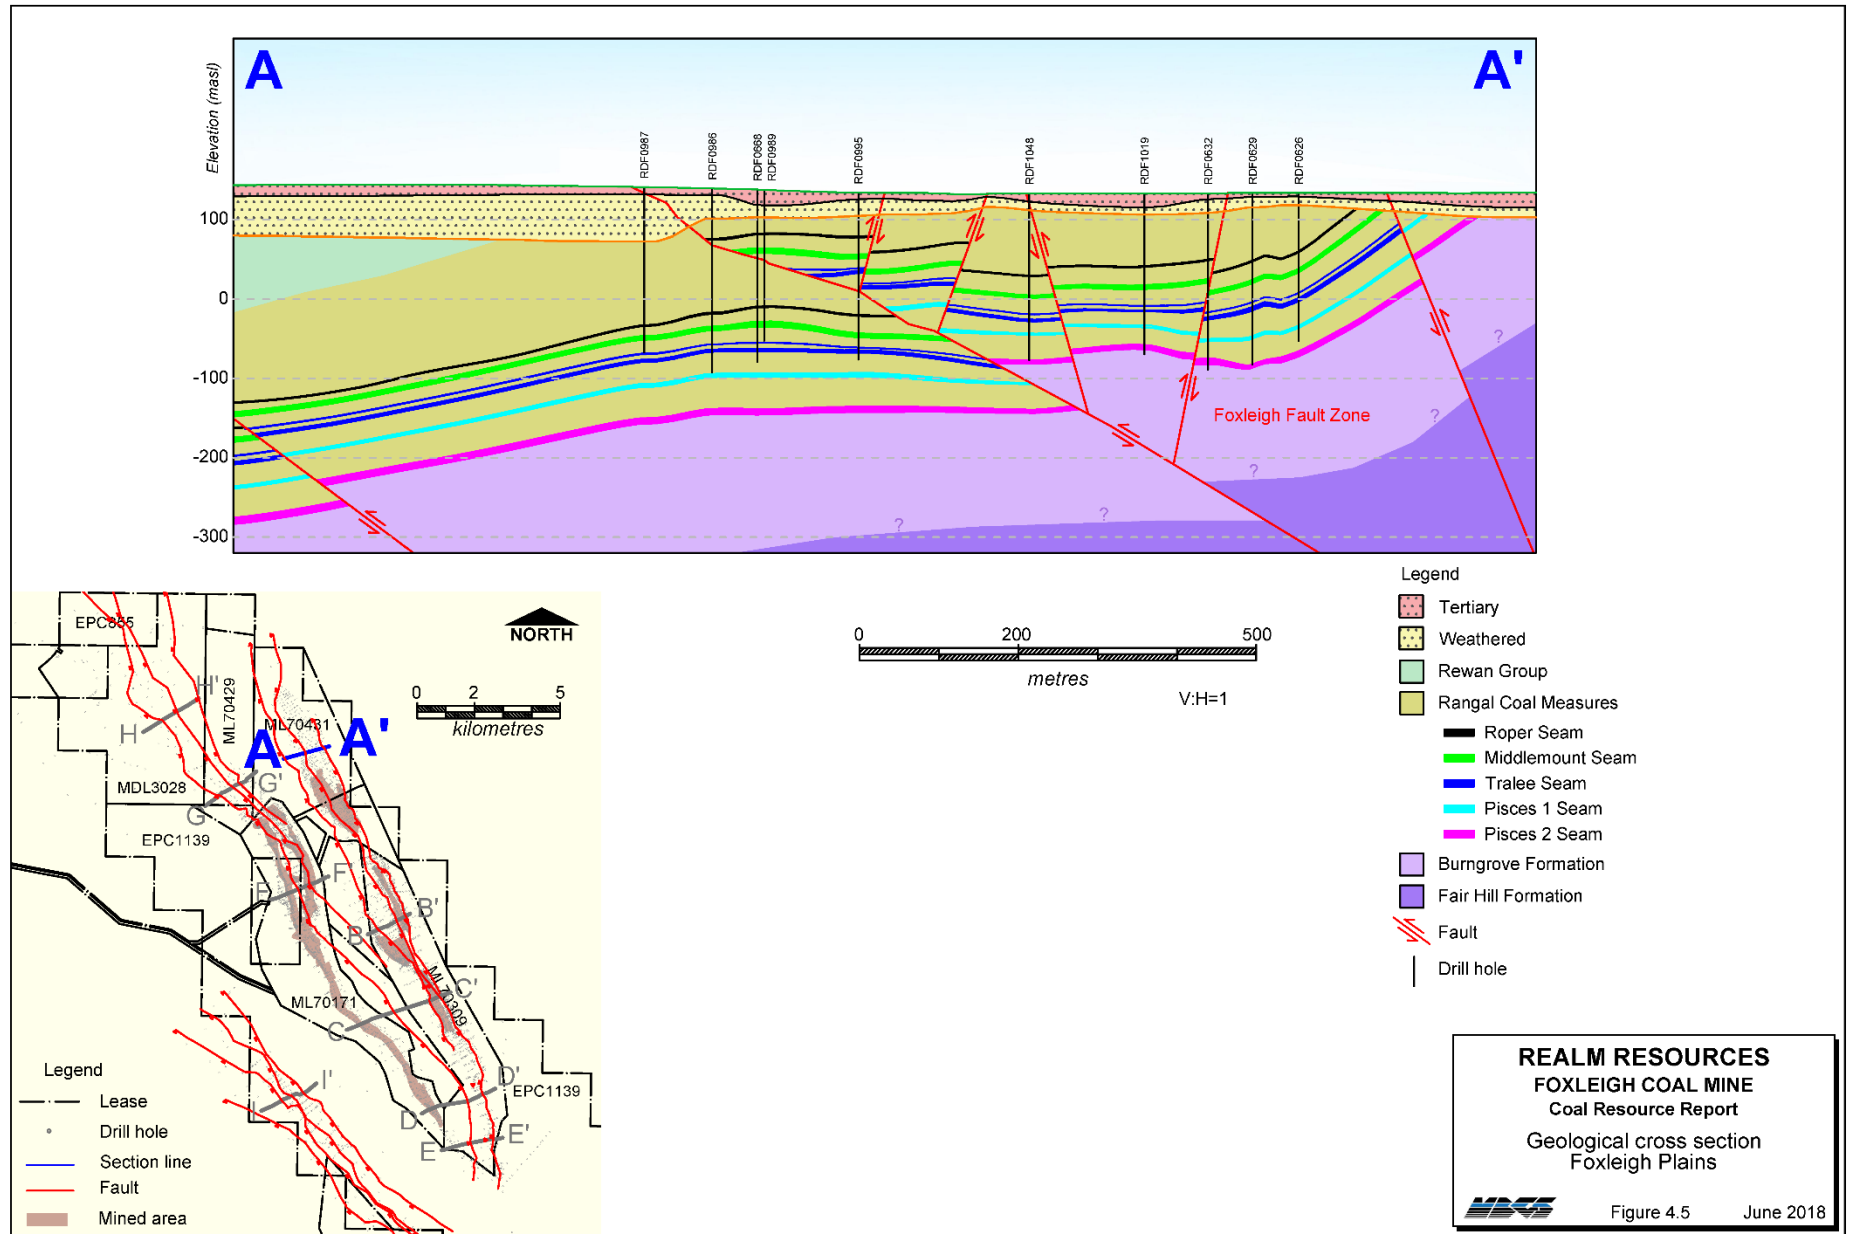 A
A'
Elevation (masl)
RDF0987
RDF0986
RDF0668
RDF0989
RDF0995
RDF1048
RDF1019
RDF0632
RDF0629
RDF0626
100
0
-100
-200
-300
Foxleigh Fault Zone
?
?
?
?
?
Legend
Tertiary
Weathered
Rewan Group
Rangal Coal Measures
Roper Seam
Middlemount Seam
Tralee Seam
Pisces 1 Seam
Pisces 2 Seam
Burngrove Formation
Fair Hill Formation
Fault
Drill hole
0 200 500
metres
V:H=1
NORTH
0 2 5
kilometres
EPC855
H'
H
ML70429
ML70431
A
A'
MDL3028
G'
G
EPC1139
F'
F
B'
B
ML70309
C'
C
ML70171
D'
D
EPC1139
E'
E
I'
I
Legend
Lease
Drill hole
Section line
Fault
Mined area
REALM RESOURCES
FOXLEIGH COAL MINE
Coal Resource Report
Geological cross section
Foxleigh Plains
Figure 4.5 June 2018